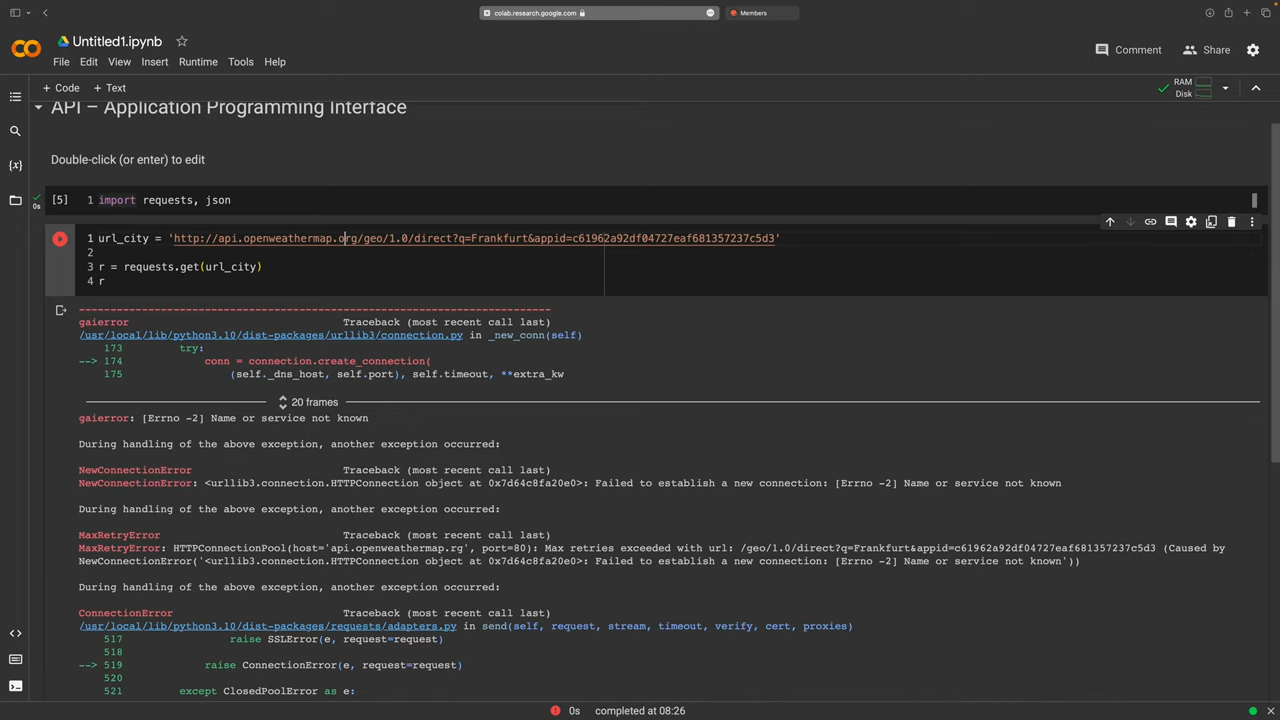 colab.research.google.com
Members
Untitled1.ipynb
Comment
Share
File Edit View Insert Runtime Tools Help
+ Code + Text
RAM
Disk
API – Application Programming Interface
Double-click (or enter) to edit
[5] 1 import requests, json
0s
1 url_city = 'http://api.openweathermap.org/geo/1.0/direct?q=Frankfurt&appid=c61962a92df04727eaf681357237c5d3'
2
3 r = requests.get(url_city)
4 r
---------------------------------------------------------------------------
gaierror Traceback (most recent call last)
/usr/local/lib/python3.10/dist-packages/urllib3/connection.py in _new_conn(self)
173 try:
--> 174 conn = connection.create_connection(
175 (self._dns_host, self.port), self.timeout, **extra_kw
20 frames
gaierror: [Errno -2] Name or service not known
During handling of the above exception, another exception occurred:
NewConnectionError Traceback (most recent call last)
NewConnectionError: <urllib3.connection.HTTPConnection object at 0x7d64c8fa20e0>: Failed to establish a new connection: [Errno -2] Name or service not known
During handling of the above exception, another exception occurred:
MaxRetryError Traceback (most recent call last)
MaxRetryError: HTTPConnectionPool(host='api.openweathermap.rg', port=80): Max retries exceeded with url: /geo/1.0/direct?q=Frankfurt&appid=c61962a92df04727eaf681357237c5d3 (Caused by
NewConnectionError('<urllib3.connection.HTTPConnection object at 0x7d64c8fa20e0>: Failed to establish a new connection: [Errno -2] Name or service not known'))
During handling of the above exception, another exception occurred:
ConnectionError Traceback (most recent call last)
/usr/local/lib/python3.10/dist-packages/requests/adapters.py in send(self, request, stream, timeout, verify, cert, proxies)
517 raise SSLError(e, request=request)
518
--> 519 raise ConnectionError(e, request=request)
520
521 except ClosedPoolError as e:
0s completed at 08:26